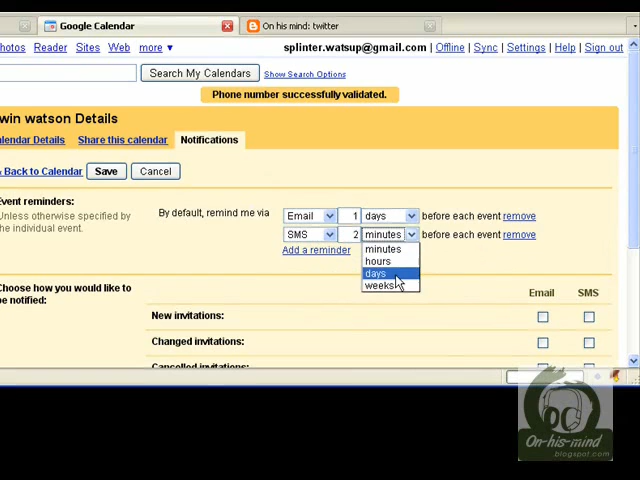 Google Calendar
On his mind: twitter
hotos Reader Sites Web more ▼
splinter.watsup@gmail.com | Offline | Sync | Settings | Help | Sign out
Search My Calendars
Show Search Options
Phone number successfully validated.
win watson Details
alendar Details Share this calendar Notifications
Back to Calendar Save Cancel
Event reminders:
Unless otherwise specified by
the individual event.
By default, remind me via
Email 1 days before each event remove
SMS 2 minutes before each event remove
Add a reminder
minutes
hours
days
weeks
Choose how you would like to
be notified:
Email SMS
New invitations:
Changed invitations:
Cancelled invitations:
On-his-mind
blogspot.com